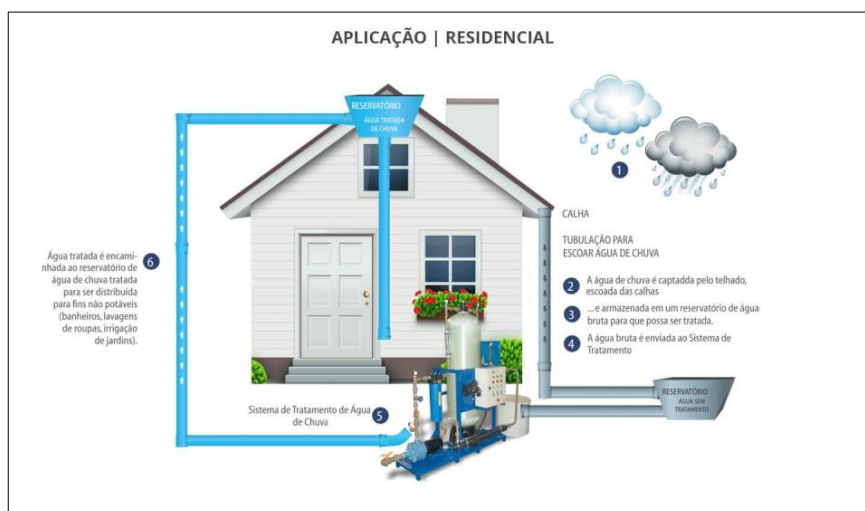 APLICAÇÃO | RESIDENCIAL
RESERVATÓRIO
ÁGUA TRATADA
DE CHUVA
1
CALHA
TUBULAÇÃO PARA
ESCOAR ÁGUA DE CHUVA
2 A água de chuva é captadda pelo telhado,
escoada das calhas
3 ...e armazenada em um reservatório de água
bruta para que possa ser tratada.
4 A água bruta é enviada ao Sistema de
Tratamento
RESERVATÓRIO
ÁGUA SEM
TRATAMENTO
Sistema de Tratamento de Água
de Chuva
5
6
Água tratada é encami-
nhada ao reservatório de
água de chuva tratada
para ser distribuída
para fins não potáveis
(banheiros, lavagens
de roupas, irrigação
de jardins).